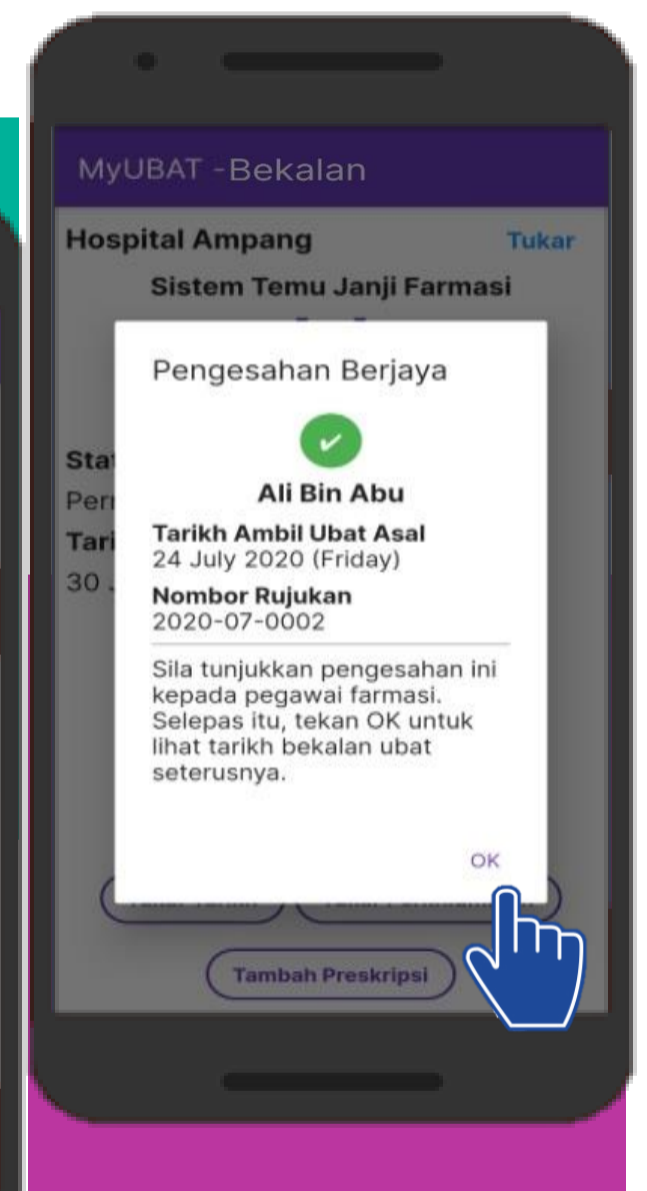 MyUBAT -Bekalan
Hospital Ampang Tukar
Sistem Temu Janji Farmasi
Pengesahan Berjaya
Ali Bin Abu
Tarikh Ambil Ubat Asal
24 July 2020 (Friday)
Nombor Rujukan
2020-07-0002
Sila tunjukkan pengesahan ini
kepada pegawai farmasi.
Selepas itu, tekan OK untuk
lihat tarikh bekalan ubat
seterusnya.
OK
30
Tambah Preskripsi